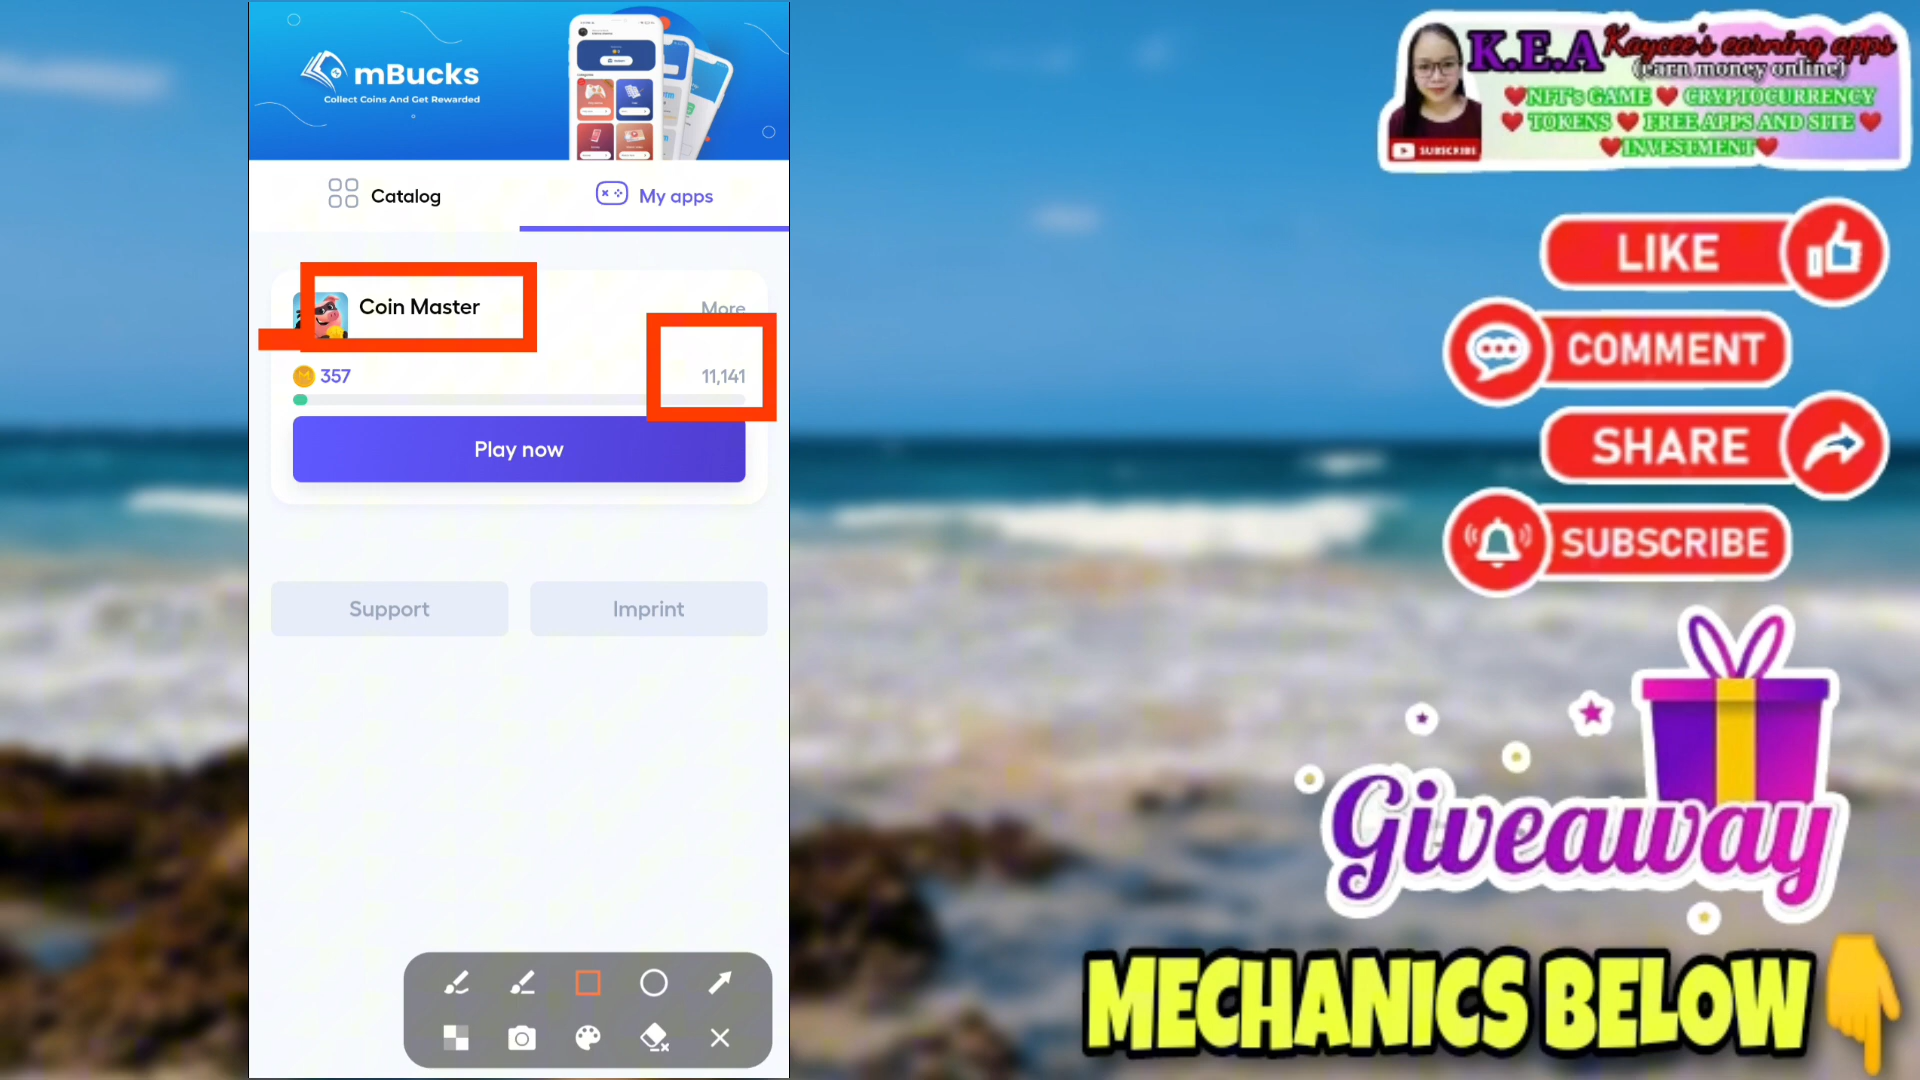 mBucks
Collect Coins And Get Rewarded
Catalog
My apps
Coin Master
More
357
11,141
Play now
Support
Imprint
K.E.A Kaycee's earning apps
(earn money online)
❤️NFT's GAME ❤️ CRYPTOCURRENCY
❤️ TOKENS ❤️ FREE APPS AND SITE ❤️
❤️INVESTMENT❤️
SUBSCRIBE
LIKE
COMMENT
SHARE
SUBSCRIBE
Giveaway
MECHANICS BELOW